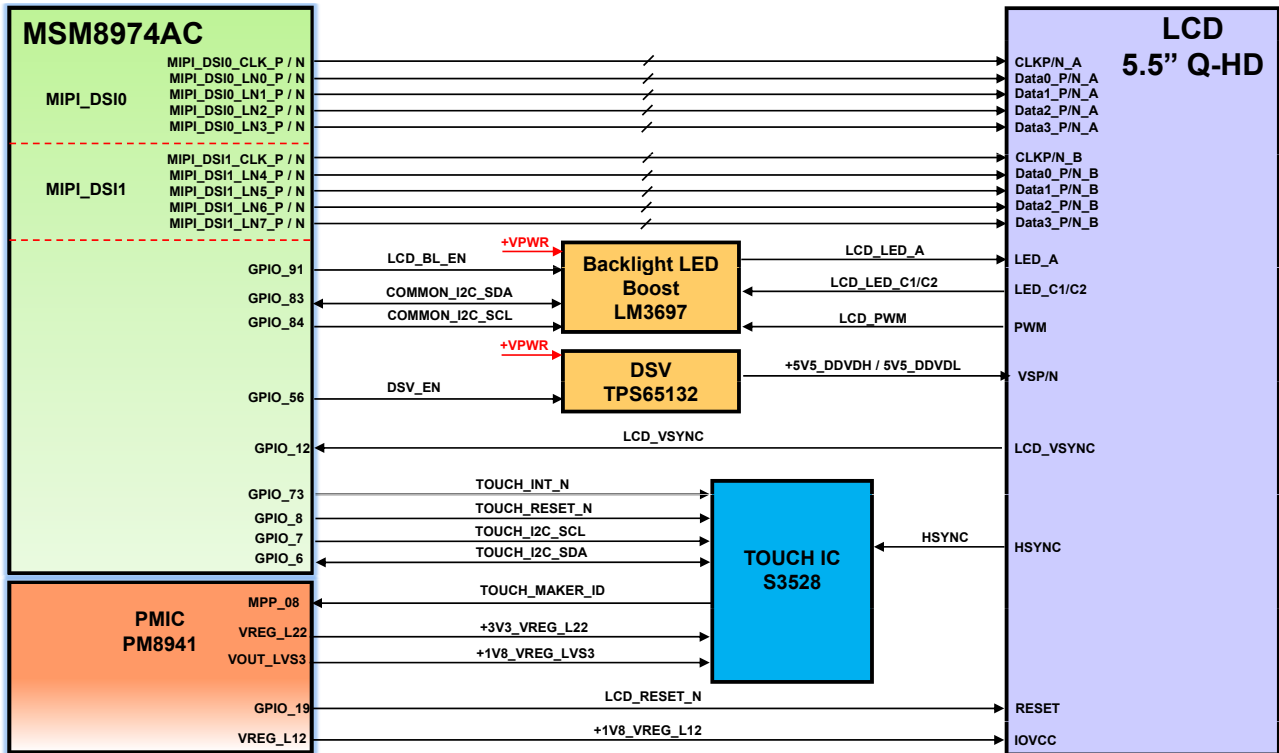 MSM8974AC
MIPI_DSI0
MIPI_DSI0_CLK_P / N
MIPI_DSI0_LN0_P / N
MIPI_DSI0_LN1_P / N
MIPI_DSI0_LN2_P / N
MIPI_DSI0_LN3_P / N
MIPI_DSI1
MIPI_DSI1_CLK_P / N
MIPI_DSI1_LN4_P / N
MIPI_DSI1_LN5_P / N
MIPI_DSI1_LN6_P / N
MIPI_DSI1_LN7_P / N
GPIO_91
GPIO_83
GPIO_84
GPIO_56
GPIO_12
GPIO_73
GPIO_8
GPIO_7
GPIO_6
PMIC
PM8941
MPP_08
VREG_L22
VOUT_LVS3
GPIO_19
VREG_L12
LCD_BL_EN
COMMON_I2C_SDA
COMMON_I2C_SCL
+VPWR
Backlight LED
Boost
LM3697
LCD_LED_A
LCD_LED_C1/C2
LCD_PWM
+VPWR
DSV_EN
DSV
TPS65132
+5V5_DDVDH / 5V5_DDVDL
LCD_VSYNC
TOUCH_INT_N
TOUCH_RESET_N
TOUCH_I2C_SCL
TOUCH_I2C_SDA
TOUCH_MAKER_ID
+3V3_VREG_L22
+1V8_VREG_LVS3
TOUCH IC
S3528
HSYNC
LCD_RESET_N
+1V8_VREG_L12
LCD
5.5” Q-HD
CLKP/N_A
Data0_P/N_A
Data1_P/N_A
Data2_P/N_A
Data3_P/N_A
CLKP/N_B
Data0_P/N_B
Data1_P/N_B
Data2_P/N_B
Data3_P/N_B
LED_A
LED_C1/C2
PWM
VSP/N
LCD_VSYNC
HSYNC
RESET
IOVCC